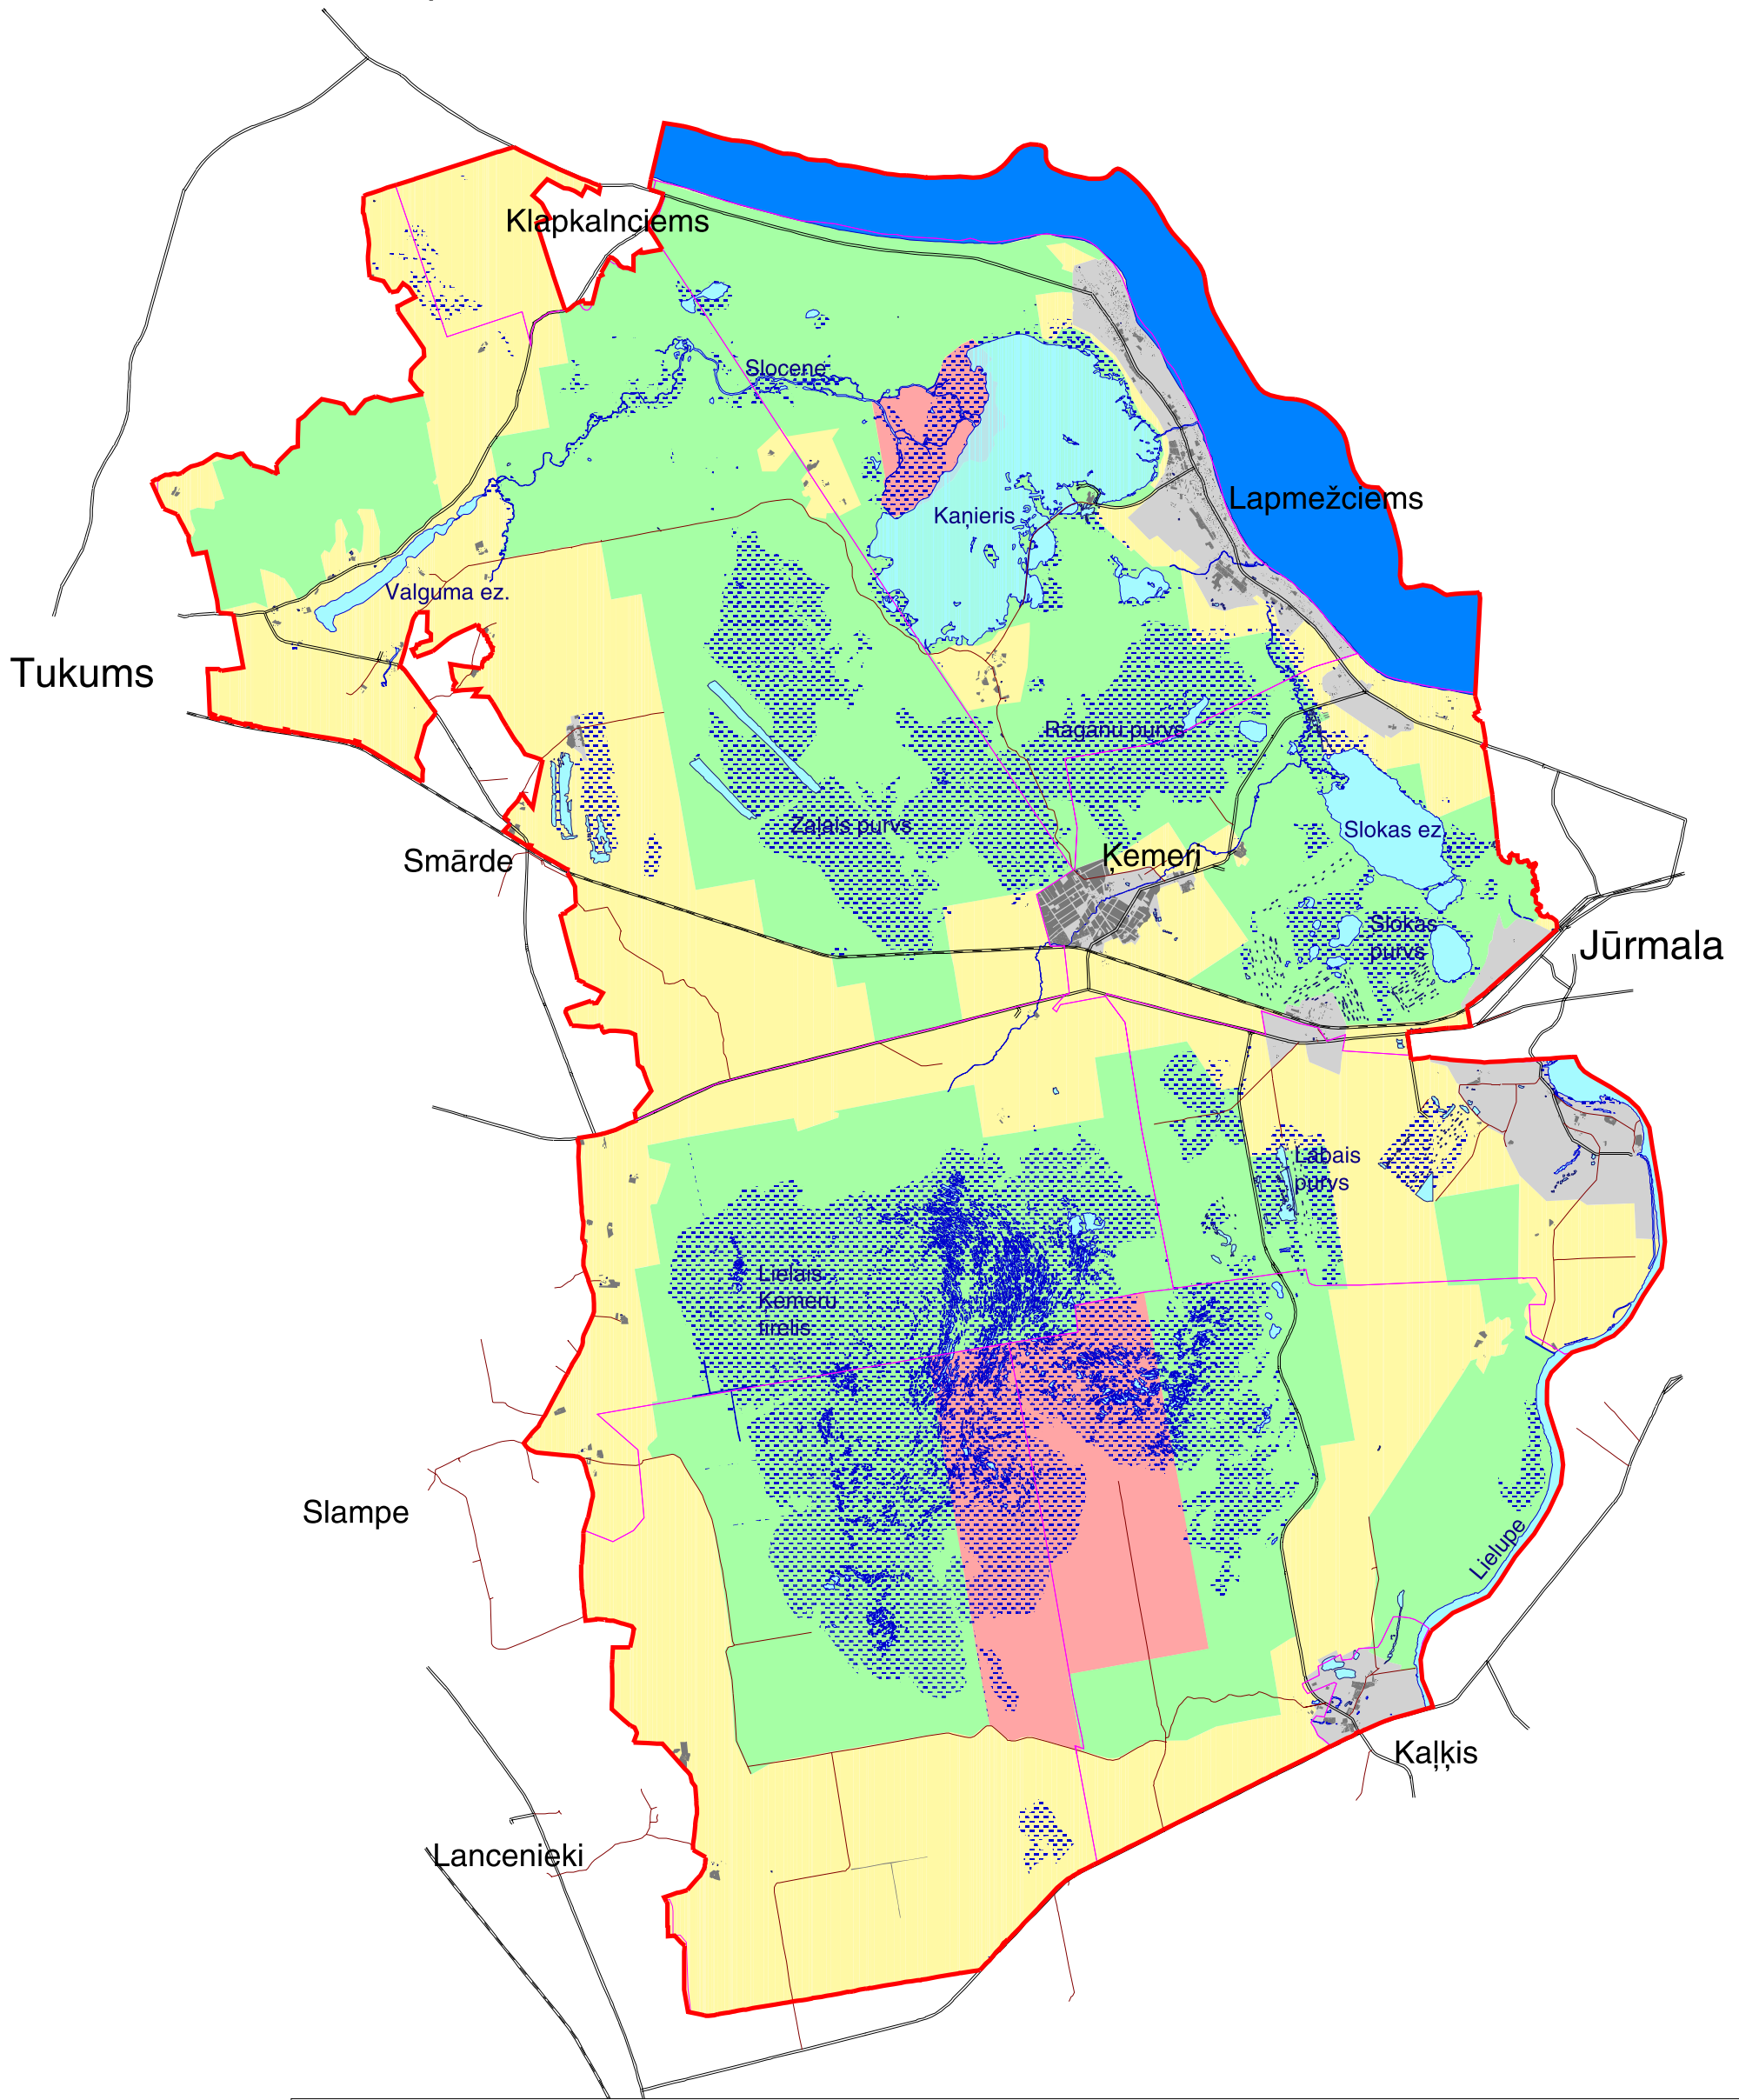 Klapkalnciems
Slocene
Lapmežciems
Kaņieris
Valguma ez.
Tukums
Raganu purvs
Zaļais purvs
Slokas ez
Ķemeri
Smārde
Slokas
purvs
Jūrmala
Labais
purvs
Lielais
Ķemeru
tīrelis
Slampe
Lielupe
Kaļķis
Lancenieki